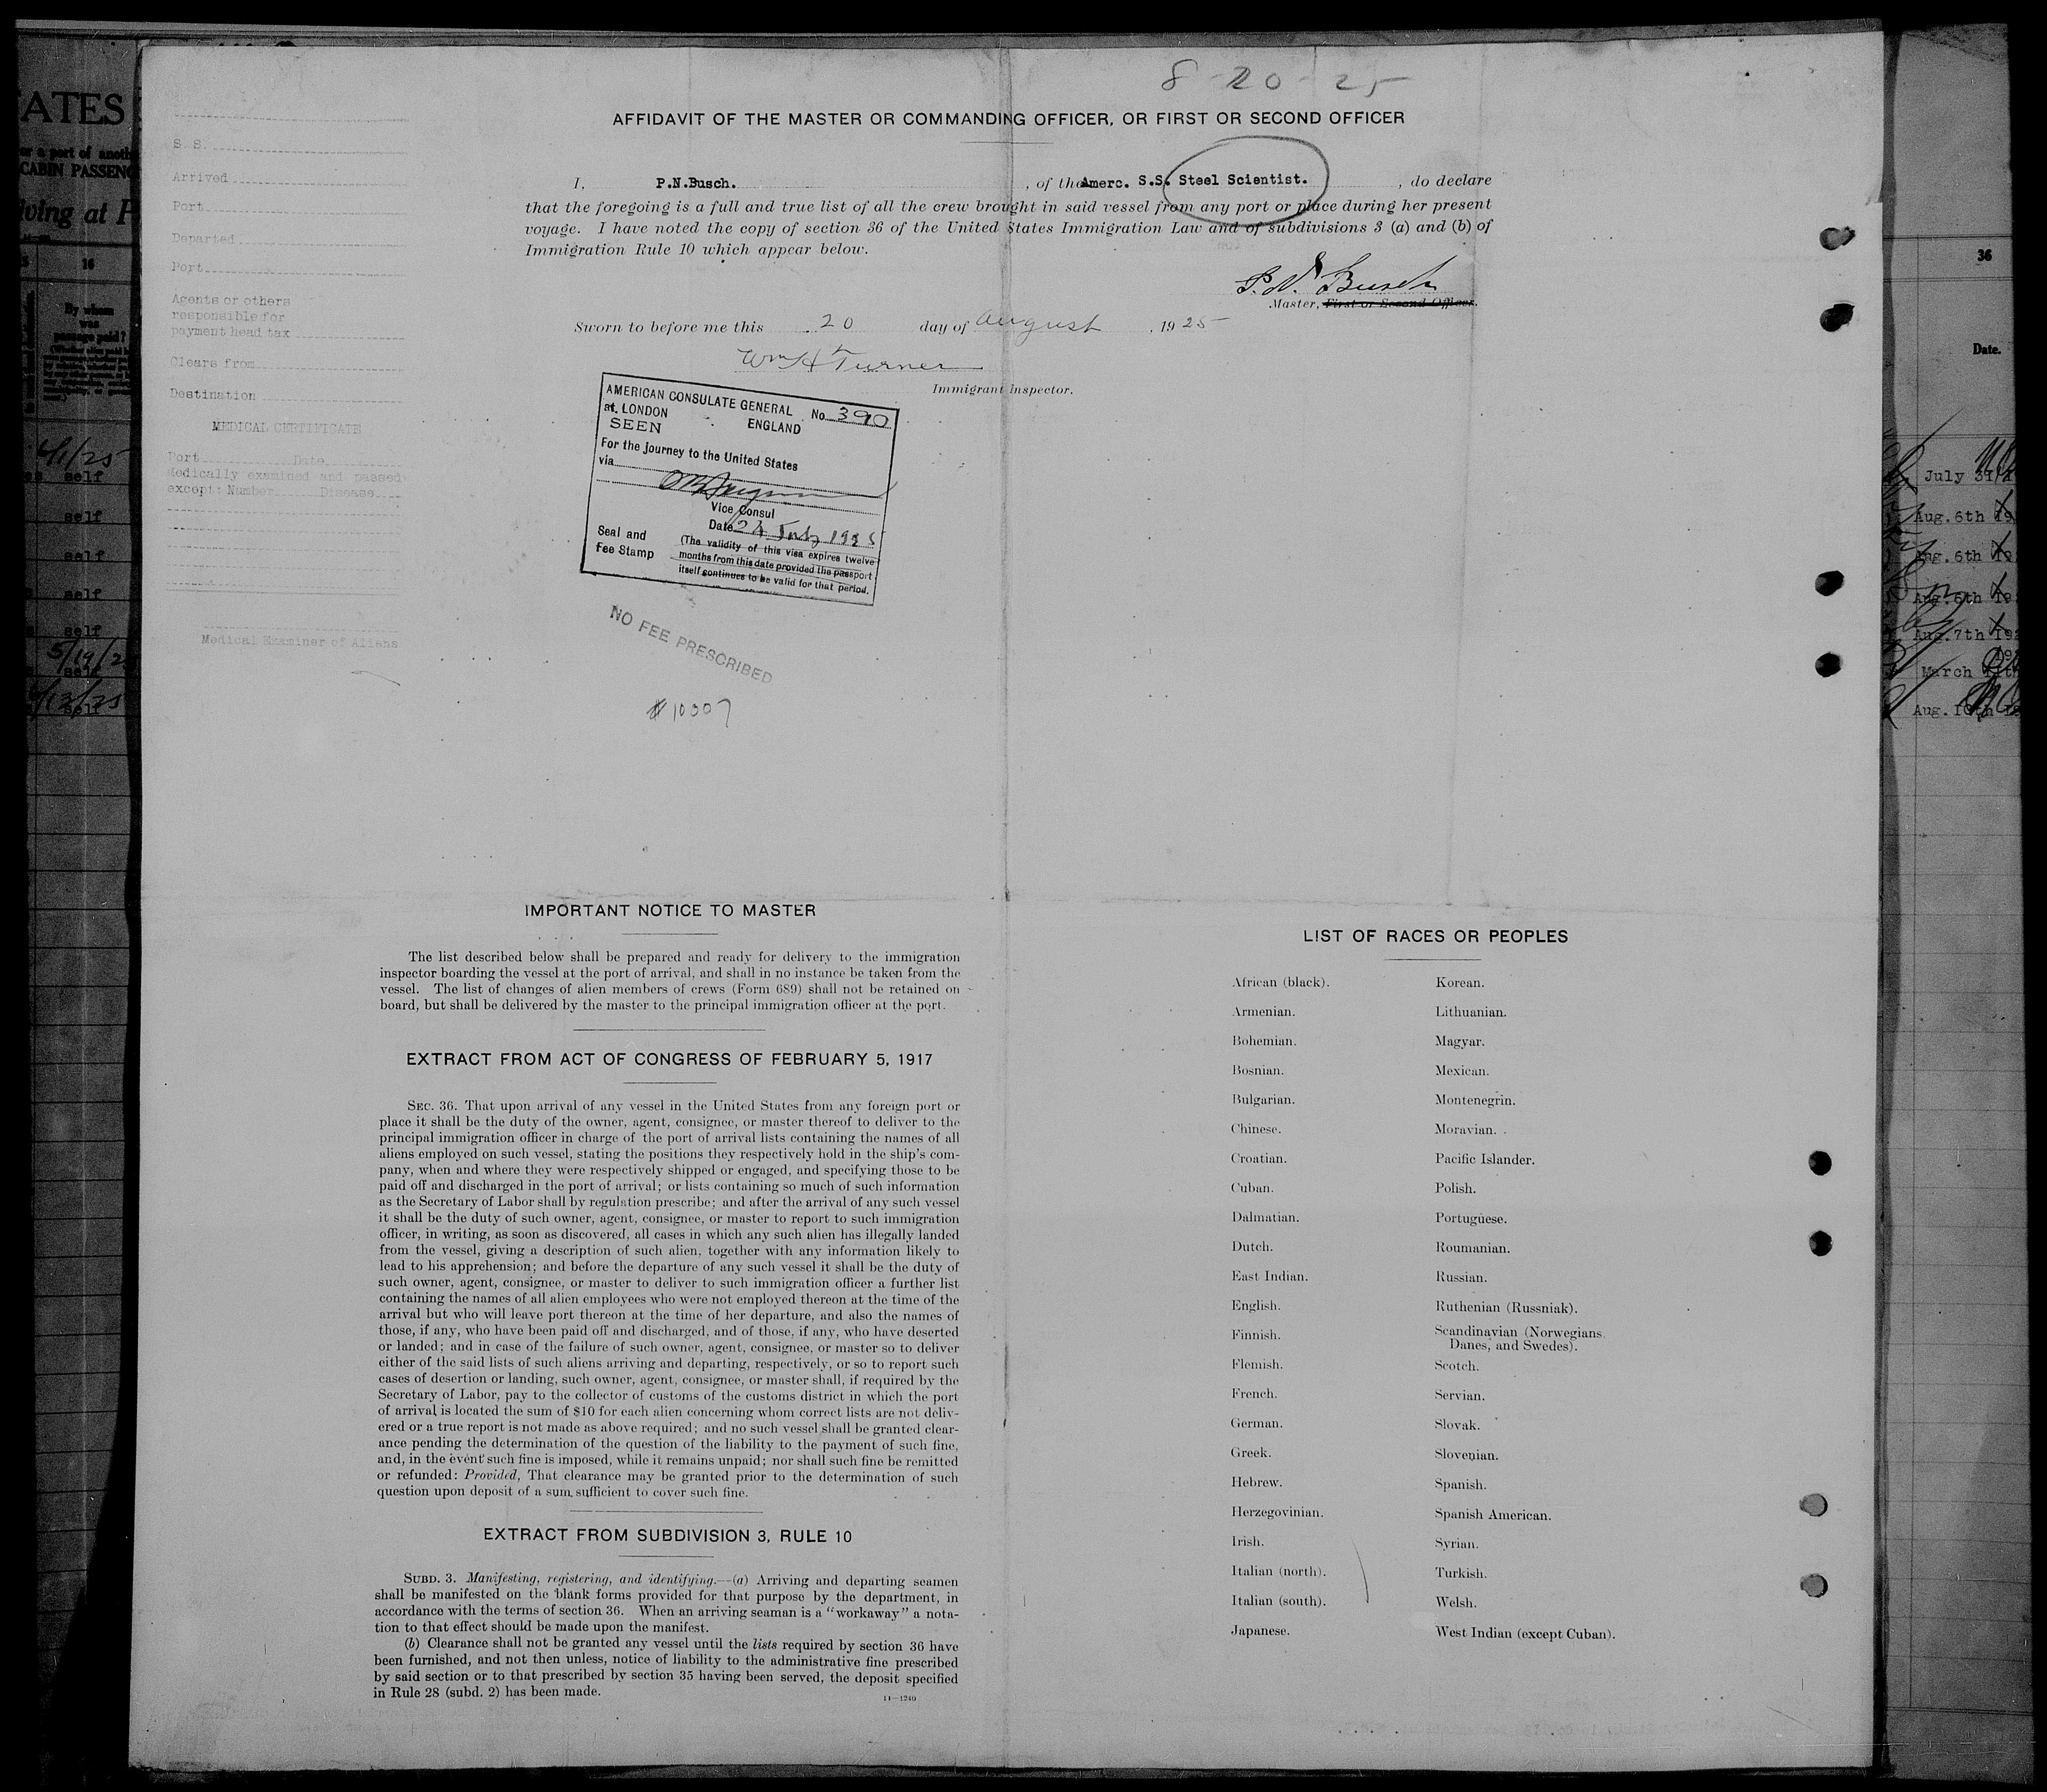 8-20-25
AFFIDAVIT OF THE MASTER OR COMMANDING OFFICER, OR FIRST OR SECOND OFFICER
I, P.N.Busch. , of the Amerc. S.S. Steel Scientist. , do declare
that the foregoing is a full and true list of all the crew brought in said vessel from any port or place during her present
voyage. I have noted the copy of section 36 of the United States Immigration Law and of subdivisions 3 (a) and (b) of
Immigration Rule 10 which appear below.
P. N. Busch
Master, First or Second Officer.
Sworn to before me this 20 day of August , 1925
Wm H Turner
Immigrant Inspector.
S. S.
Arrived
Port
Departed
Port
Agents or others
responsible for
payment head tax
Clears from
Destination
MEDICAL CERTIFICATE
Port Date
Medically examined and passed
except: Number Disease
Medical Examiner of Aliens
AMERICAN CONSULATE GENERAL No. 390
at LONDON ENGLAND
SEEN
For the journey to the United States
via
Vice Consul
Date 24 July 1925
Seal and
Fee Stamp
(The validity of this visa expires twelve
months from this date provided the passport
itself continues to be valid for that period.
NO FEE PRESCRIBED
#10007
IMPORTANT NOTICE TO MASTER
The list described below shall be prepared and ready for delivery to the immigration
inspector boarding the vessel at the port of arrival, and shall in no instance be taken from the
vessel. The list of changes of alien members of crews (Form 689) shall not be retained on
board, but shall be delivered by the master to the principal immigration officer at the port.
EXTRACT FROM ACT OF CONGRESS OF FEBRUARY 5, 1917
SEC. 36. That upon arrival of any vessel in the United States from any foreign port or
place it shall be the duty of the owner, agent, consignee, or master thereof to deliver to the
principal immigration officer in charge of the port of arrival lists containing the names of all
aliens employed on such vessel, stating the positions they respectively hold in the ship's com-
pany, when and where they were respectively shipped or engaged, and specifying those to be
paid off and discharged in the port of arrival; or lists containing so much of such information
as the Secretary of Labor shall by regulation prescribe; and after the arrival of any such vessel
it shall be the duty of such owner, agent, consignee, or master to report to such immigration
officer, in writing, as soon as discovered, all cases in which any such alien has illegally landed
from the vessel, giving a description of such alien, together with any information likely to
lead to his apprehension; and before the departure of any such vessel it shall be the duty of
such owner, agent, consignee, or master to deliver to such immigration officer a further list
containing the names of all alien employees who were not employed thereon at the time of the
arrival but who will leave port thereon at the time of her departure, and also the names of
those, if any, who have been paid off and discharged, and of those, if any, who have deserted
or landed; and in case of the failure of such owner, agent, consignee, or master so to deliver
either of the said lists of such aliens arriving and departing, respectively, or so to report such
cases of desertion or landing, such owner, agent, consignee, or master shall, if required by the
Secretary of Labor, pay to the collector of customs of the customs district in which the port
of arrival is located the sum of $10 for each alien concerning whom correct lists are not deliv-
ered or a true report is not made as above required; and no such vessel shall be granted clear-
ance pending the determination of the question of the liability to the payment of such fine,
and, in the event such fine is imposed, while it remains unpaid; nor shall such fine be remitted
or refunded: Provided, That clearance may be granted prior to the determination of such
question upon deposit of a sum sufficient to cover such fine.
EXTRACT FROM SUBDIVISION 3, RULE 10
SUBD. 3. Manifesting, registering, and identifying.—(a) Arriving and departing seamen
shall be manifested on the blank forms provided for that purpose by the department, in
accordance with the terms of section 36. When an arriving seaman is a "workaway" a nota-
tion to that effect should be made upon the manifest.
(b) Clearance shall not be granted any vessel until the lists required by section 36 have
been furnished, and not then unless, notice of liability to the administrative fine prescribed
by said section or to that prescribed by section 35 having been served, the deposit specified
in Rule 28 (subd. 2) has been made.
14—1240
LIST OF RACES OR PEOPLES
African (black). Korean.
Armenian. Lithuanian.
Bohemian. Magyar.
Bosnian. Mexican.
Bulgarian. Montenegrin.
Chinese. Moravian.
Croatian. Pacific Islander.
Cuban. Polish.
Dalmatian. Portuguese.
Dutch. Roumanian.
East Indian. Russian.
English. Ruthenian (Russniak).
Finnish. Scandinavian (Norwegians,
Danes, and Swedes).
Flemish. Scotch.
French. Servian.
German. Slovak.
Greek. Slovenian.
Hebrew. Spanish.
Herzegovinian. Spanish American.
Irish. Syrian.
Italian (north). Turkish.
Italian (south). Welsh.
Japanese. West Indian (except Cuban).
16
By whom
was
passage paid?
4/1/25
self
self
self
self
self
self
self
36
Date.
July 31
Aug. 6th
Aug. 6th
Aug. 6th
Aug. 7th
March 11th
Aug. 10th